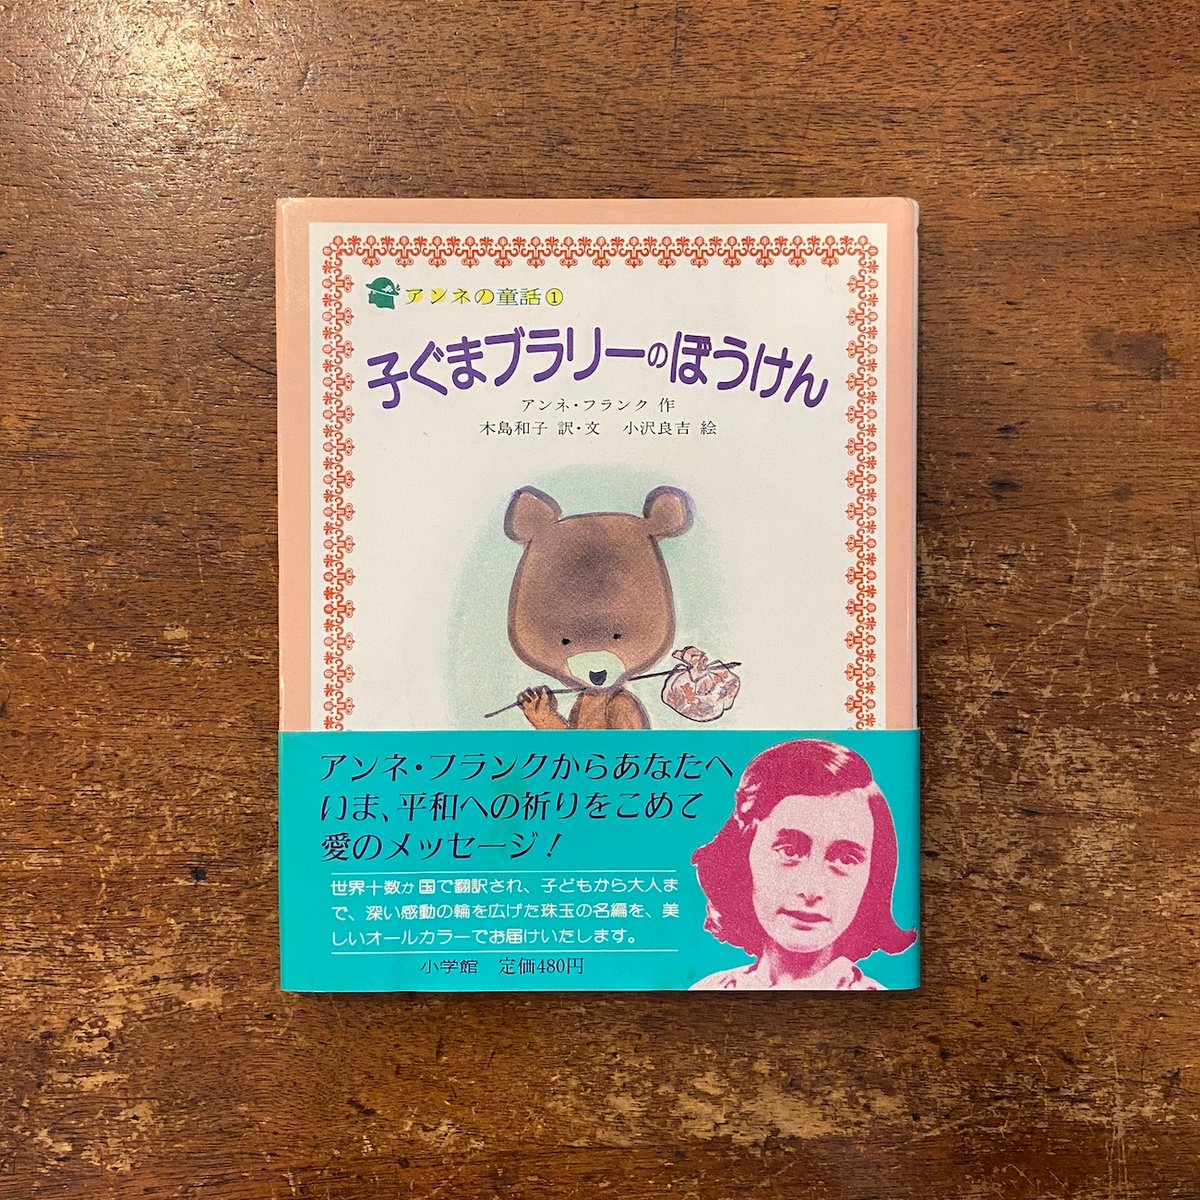 アンネの童話①
子ぐまブラリーのぼうけん
アンネ・フランク 作
木島和子 訳・文 小沢良吉 絵
アンネ・フランクからあなたへ
いま、平和への祈りをこめて
愛のメッセージ!
世界十数か国で翻訳され、子どもから大人ま
で、深い感動の輪を広げた珠玉の名編を、美
しいオールカラーでお届けいたします。
小学館 定価480円